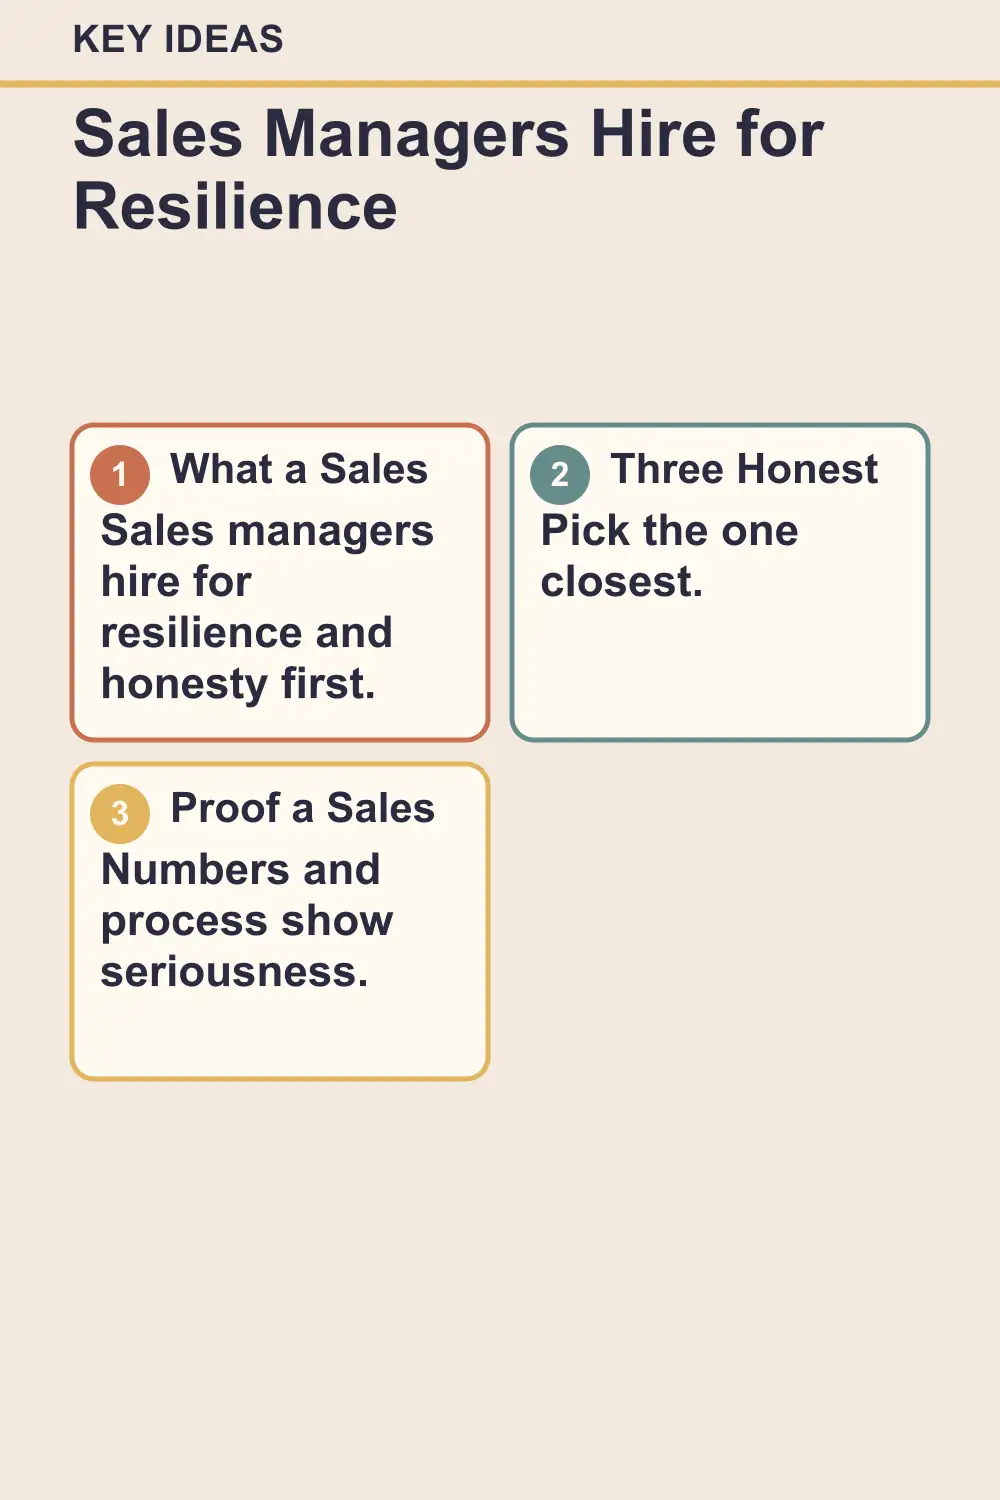 KEY IDEAS
Sales Managers Hire for
Resilience
1 What a Sales
Sales managers
hire for
resilience and
honesty first.
2 Three Honest
Pick the one
closest.
3 Proof a Sales
Numbers and
process show
seriousness.